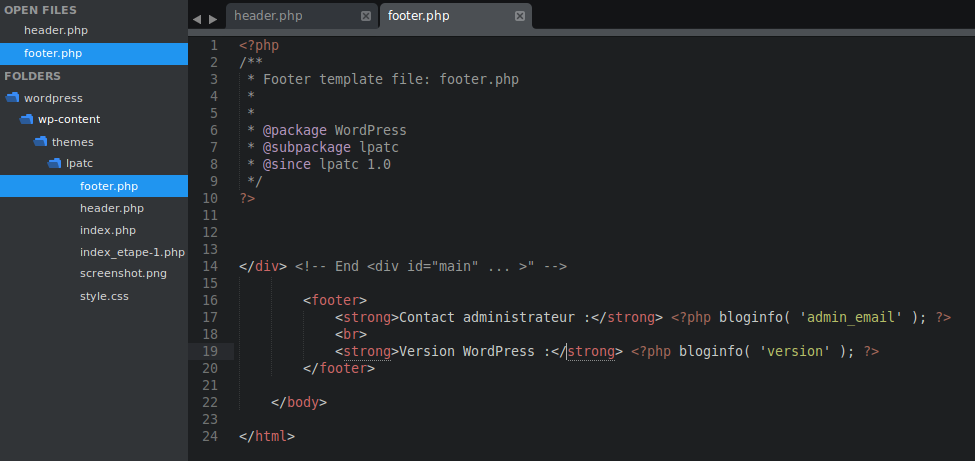 OPEN FILES
header.php
footer.php
FOLDERS
wordpress
wp-content
themes
lpatc
footer.php
header.php
index.php
index_etape-1.php
screenshot.png
style.css
header.php footer.php
1 <?php
2 /**
3  * Footer template file: footer.php
4  *
5  *
6  * @package WordPress
7  * @subpackage lpatc
8  * @since lpatc 1.0
9  */
10 ?>
11
12
13
14 </div> <!-- End <div id="main" ... >" -->
15
16         <footer>
17             <strong>Contact administrateur :</strong> <?php bloginfo( 'admin_email' ); ?>
18             <br>
19             <strong>Version WordPress :</strong> <?php bloginfo( 'version' ); ?>
20         </footer>
21
22     </body>
23
24 </html>